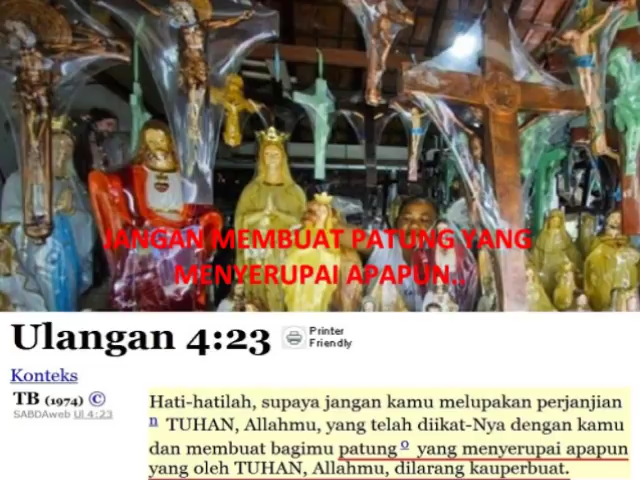 JANGAN MEMBUAT PATUNG YANG
MENYERUPAI APAPUN..
Ulangan 4:23
Printer
Friendly
Konteks
TB (1974) ©
SABDAweb Ul 4:23
Hati-hatilah, supaya jangan kamu melupakan perjanjian
n TUHAN, Allahmu, yang telah diikat-Nya dengan kamu
dan membuat bagimu patung o yang menyerupai apapun
yang oleh TUHAN, Allahmu, dilarang kauperbuat.